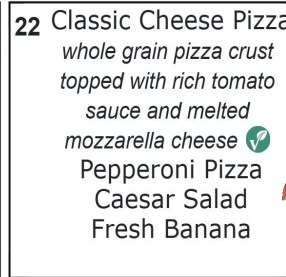 22 Classic Cheese Pizza
whole grain pizza crust
topped with rich tomato
sauce and melted
mozzarella cheese
Pepperoni Pizza
Caesar Salad
Fresh Banana